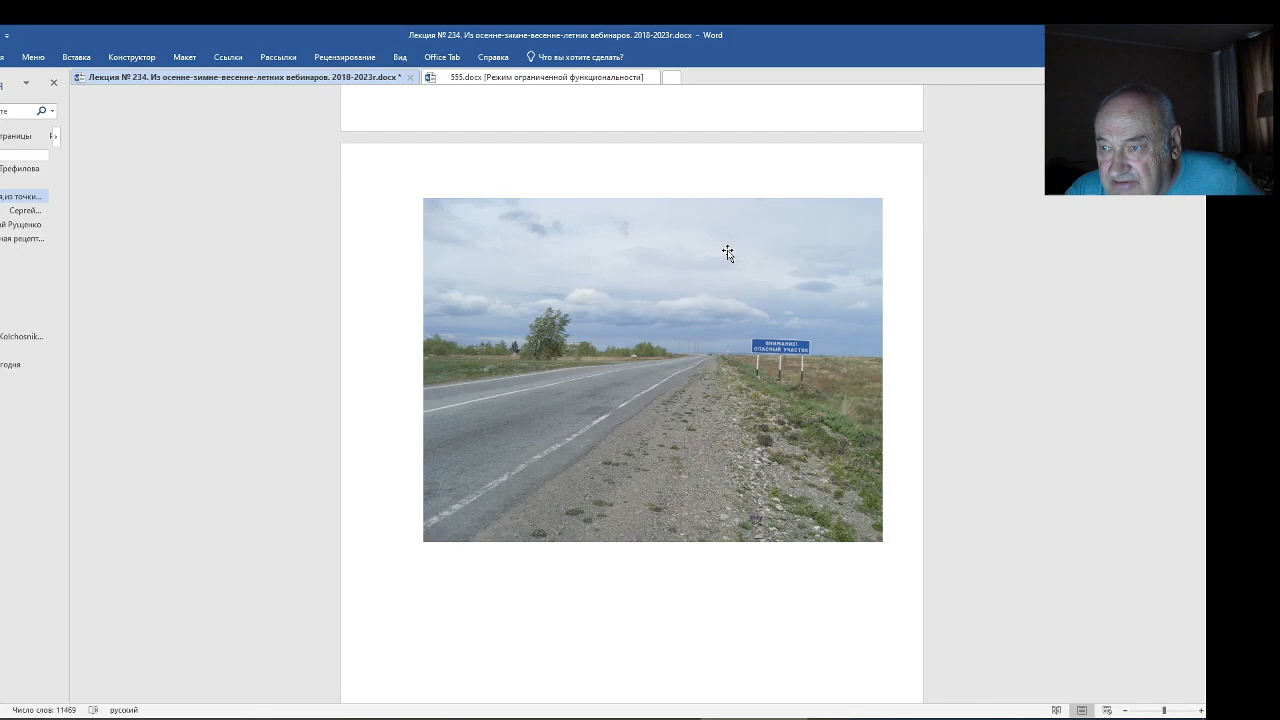 Лекция № 234. Из осенне-зимне-весенне-летних вебинаров. 2018-2023г.docx - Word
Меню Вставка Конструктор Макет Ссылки Рассылки Рецензирование Вид Office Tab Справка Что вы хотите сделать?
Лекция № 234. Из осенне-зимне-весенне-летних вебинаров. 2018-2023г.docx * 555.docx [Режим ограниченной функциональности]
те
траницы
Трефилова
я,из точки...
Сергей...
й Рущенко
ная рецепт...
ВНИМАНИЕ!
ОПАСНЫЙ УЧАСТОК
Kolchosnik...
годня
Число слов: 11469 русский